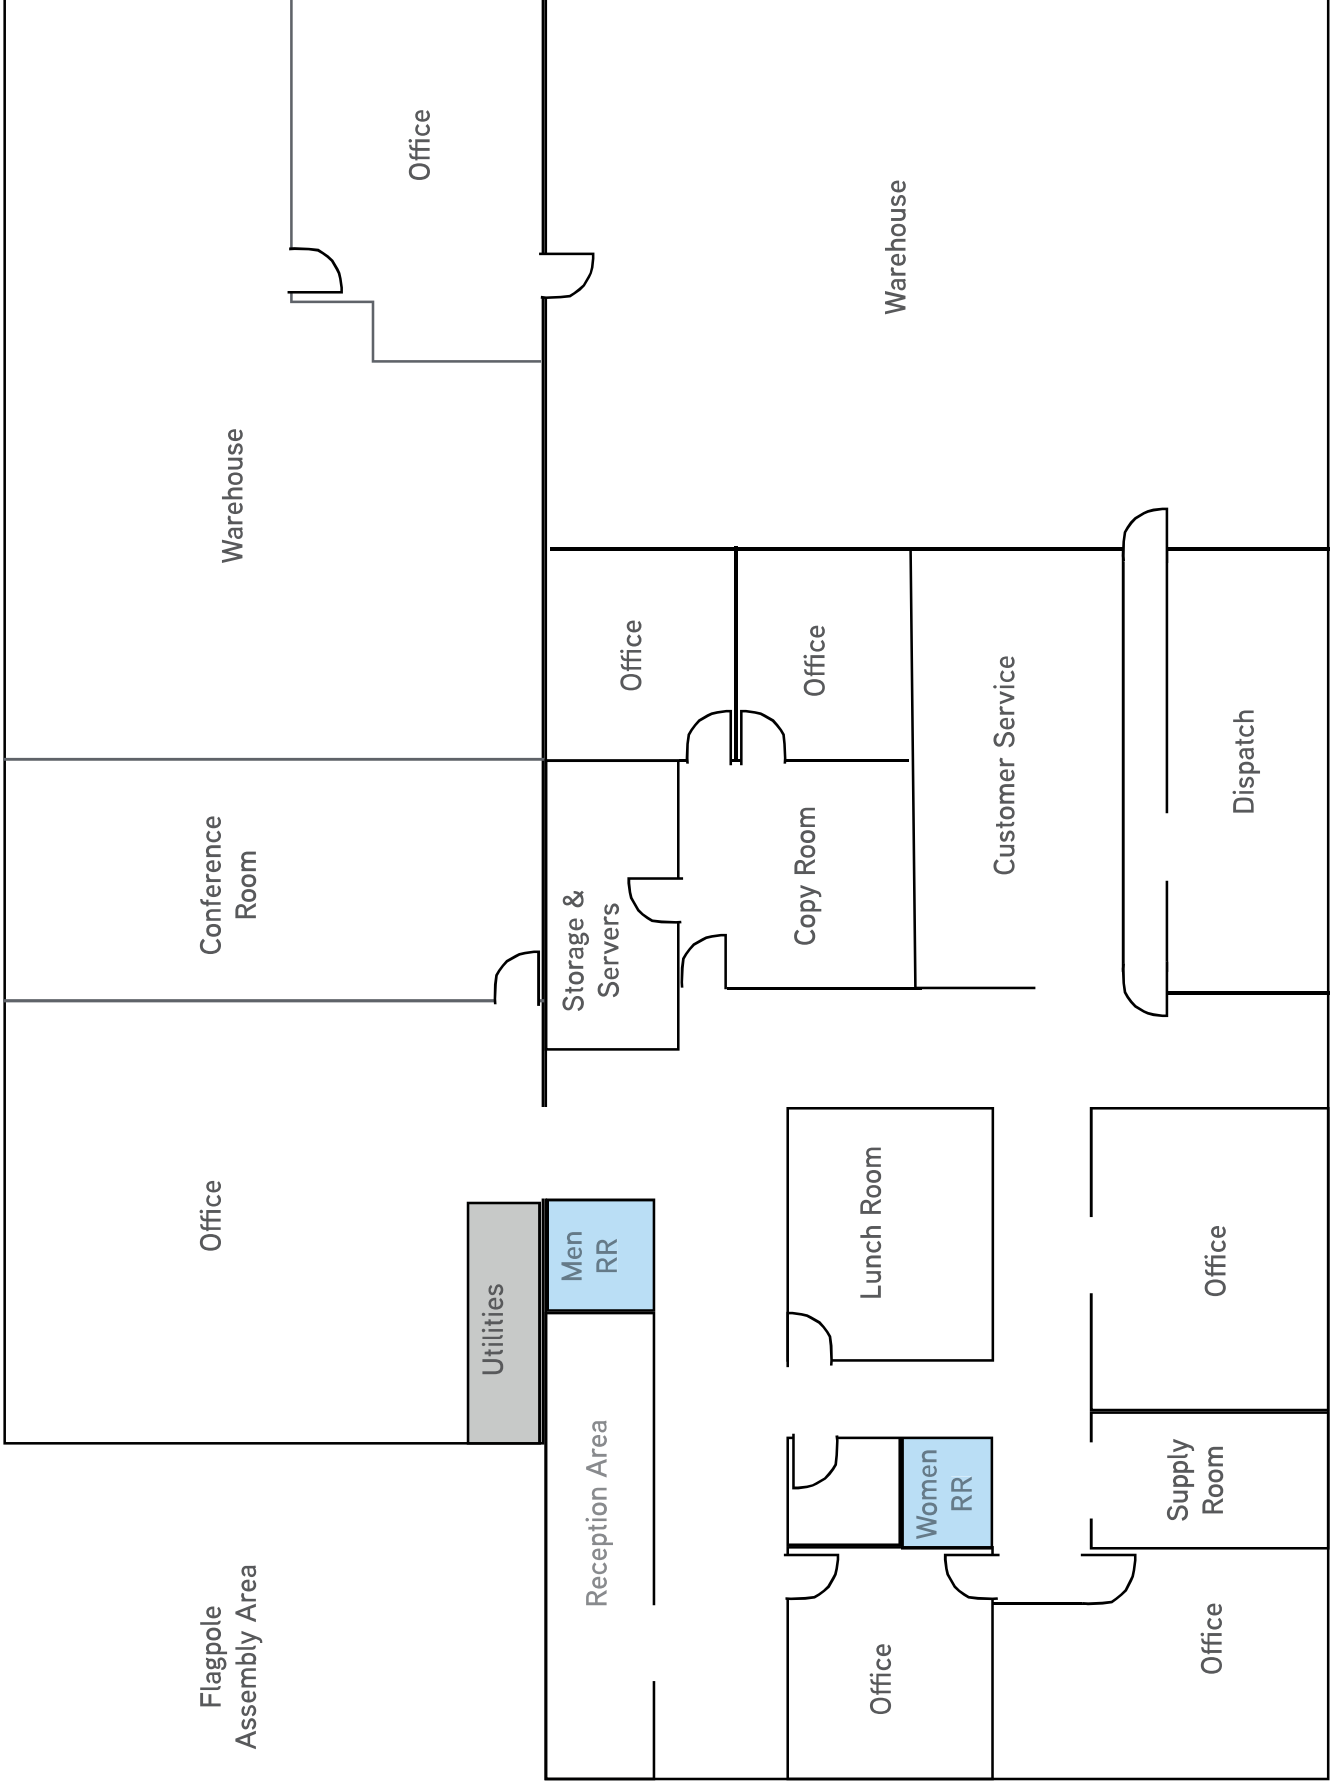 Office
Warehouse
Warehouse
Office
Office
Customer Service
Dispatch
Conference
Room
Storage &
Servers
Copy Room
Office
Utilities
Men
RR
Lunch Room
Office
Reception Area
Women
RR
Supply
Room
Flagpole
Assembly Area
Office
Office